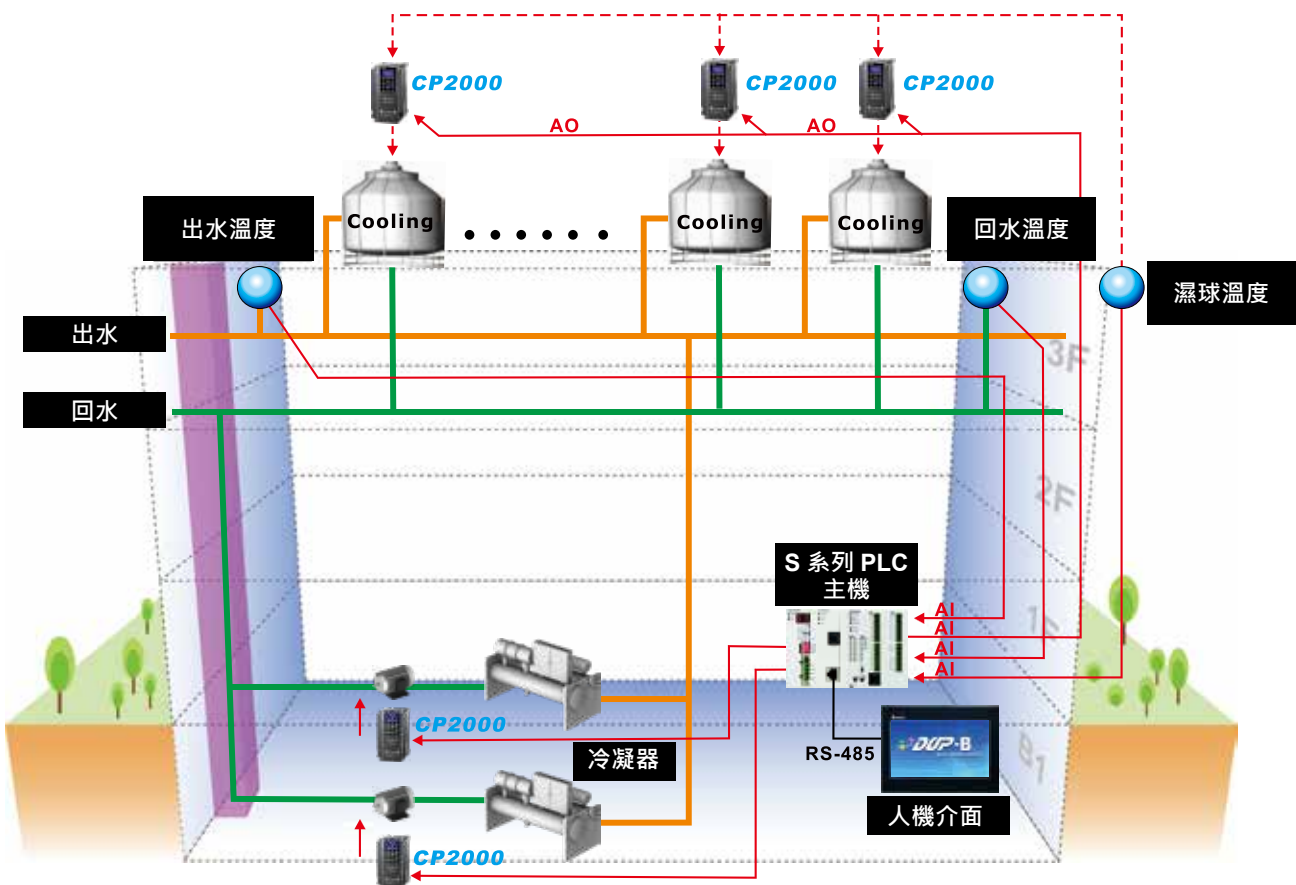 CP2000
CP2000
CP2000
AO
AO
出水溫度
Cooling
Cooling
Cooling
回水溫度
濕球溫度
出水
回水
3F
2F
1F
B1
S 系列 PLC
主機
AI
AI
AI
AI
CP2000
冷凝器
RS-485
DOP-B
人機介面
CP2000